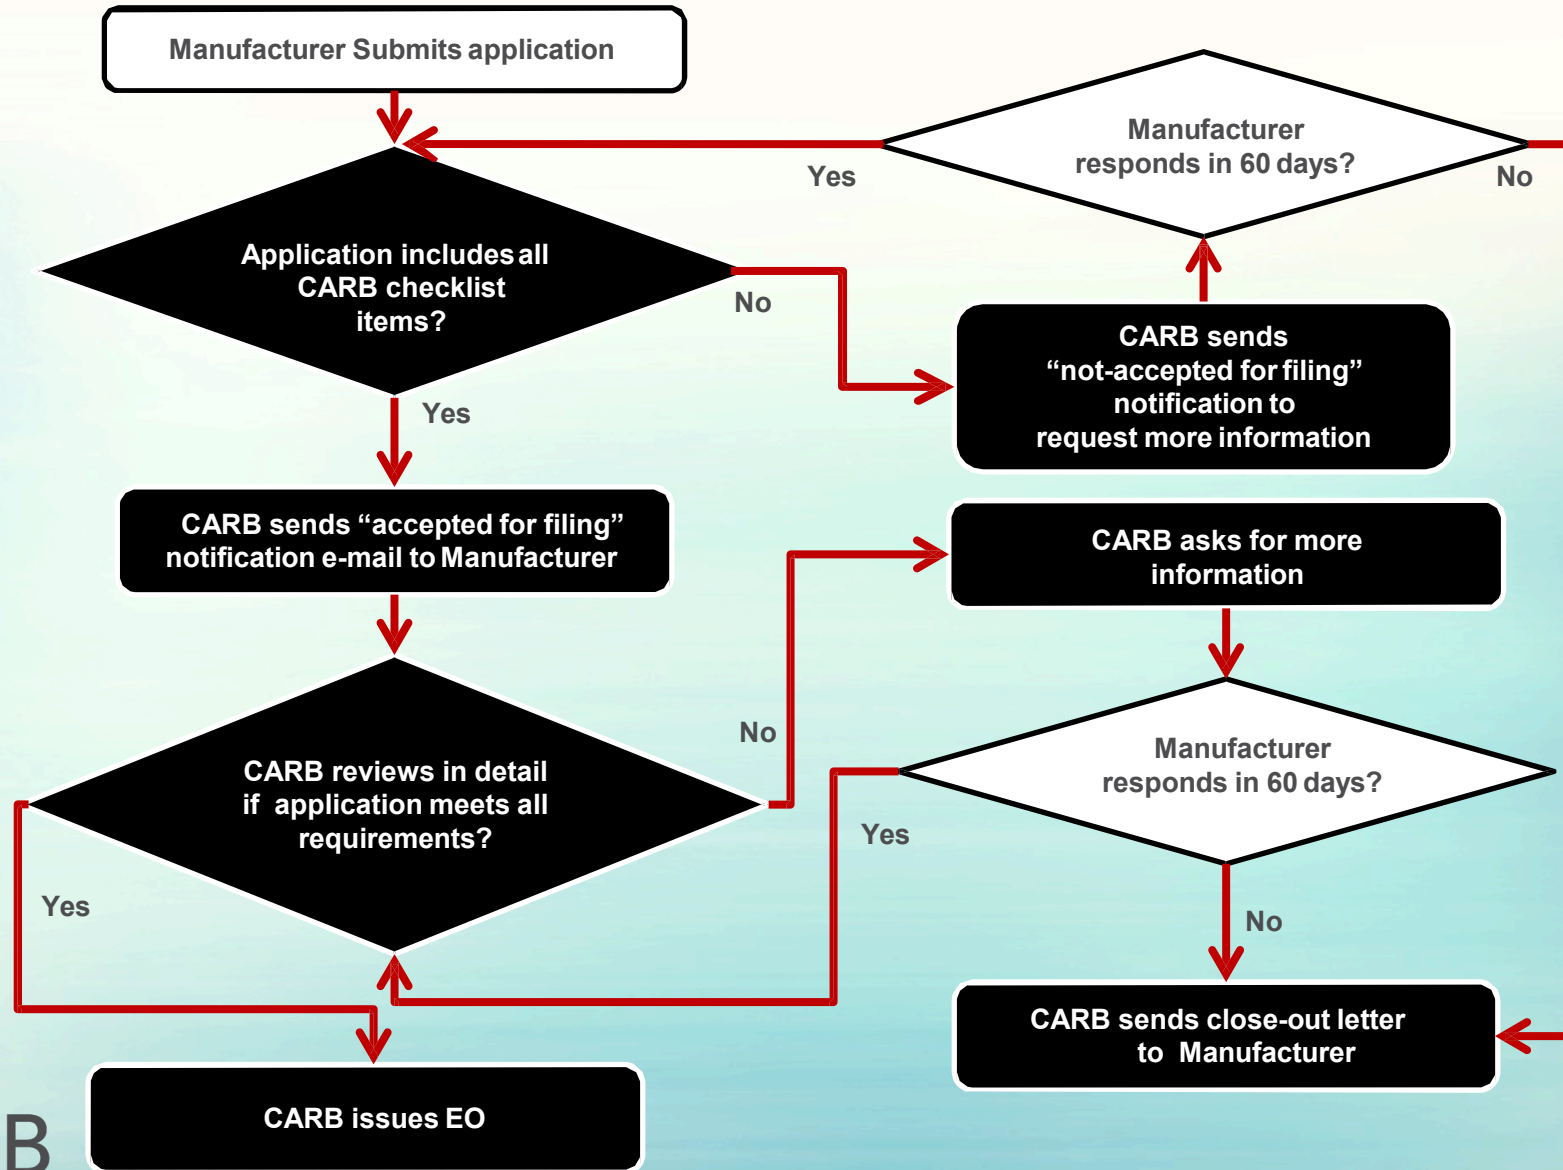 Manufacturer Submits application
Manufacturer
responds in 60 days?
Yes
No
Application includes all
CARB checklist
items?
No
Yes
CARB sends
“not-accepted for filing”
notification to
request more information
CARB sends “accepted for filing”
notification e-mail to Manufacturer
CARB asks for more
information
No
CARB reviews in detail
if application meets all
requirements?
Manufacturer
responds in 60 days?
Yes
Yes
No
CARB sends close-out letter
to Manufacturer
CARB issues EO
B